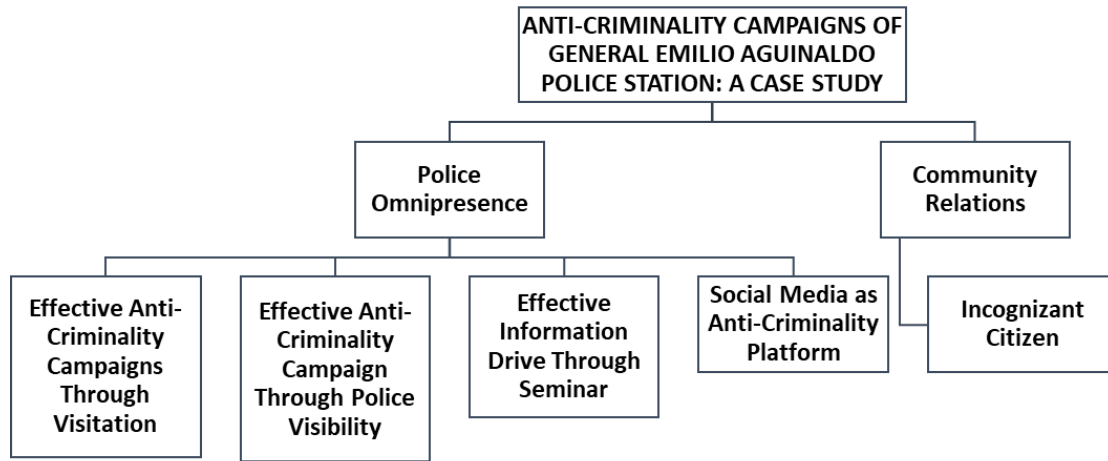 ANTI-CRIMINALITY CAMPAIGNS OF
GENERAL EMILIO AGUINALDO
POLICE STATION: A CASE STUDY
Police
Omnipresence
Community
Relations
Effective Anti-
Criminality
Campaigns
Through
Visitation
Effective Anti-
Criminality
Campaign
Through Police
Visibility
Effective
Information
Drive Through
Seminar
Social Media as
Anti-Criminality
Platform
Incognizant
Citizen